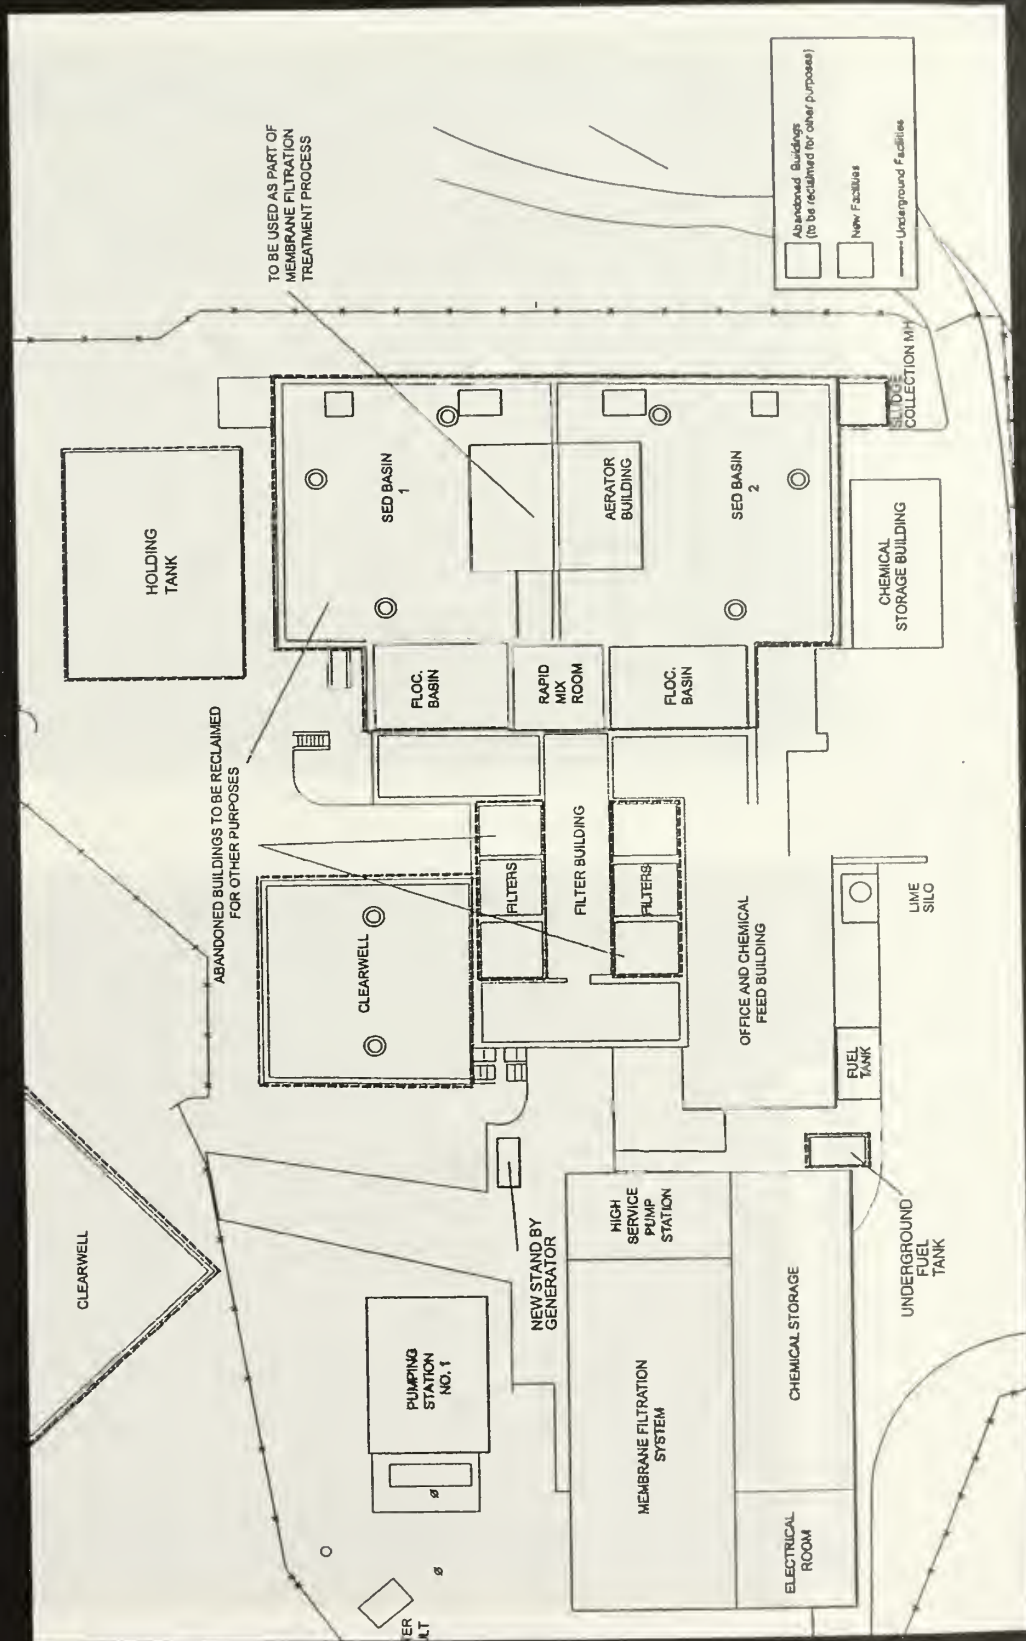 TO BE USED AS PART OF
MEMBRANE FILTRATION
TREATMENT PROCESS
Abandoned Buildings
(to be reclaimed for other purposes)
New Facilities
Underground Facilities
HOLDING
TANK
SED BASIN
1
AERATOR
BUILDING
SED BASIN
2
SLUDGE
COLLECTION MH
CHEMICAL
STORAGE BUILDING
FLOC.
BASIN
RAPID
MIX
ROOM
FLOC.
BASIN
ABANDONED BUILDINGS TO BE RECLAIMED
FOR OTHER PURPOSES
CLEARWELL
FILTERS
FILTER BUILDING
FILTERS
OFFICE AND CHEMICAL
FEED BUILDING
LIME
SILO
FUEL
TANK
CLEARWELL
NEW STAND BY
GENERATOR
HIGH
SERVICE
PUMP
STATION
UNDERGROUND
FUEL
TANK
PUMPING
STATION
NO. 1
MEMBRANE FILTRATION
SYSTEM
CHEMICAL STORAGE
ELECTRICAL
ROOM